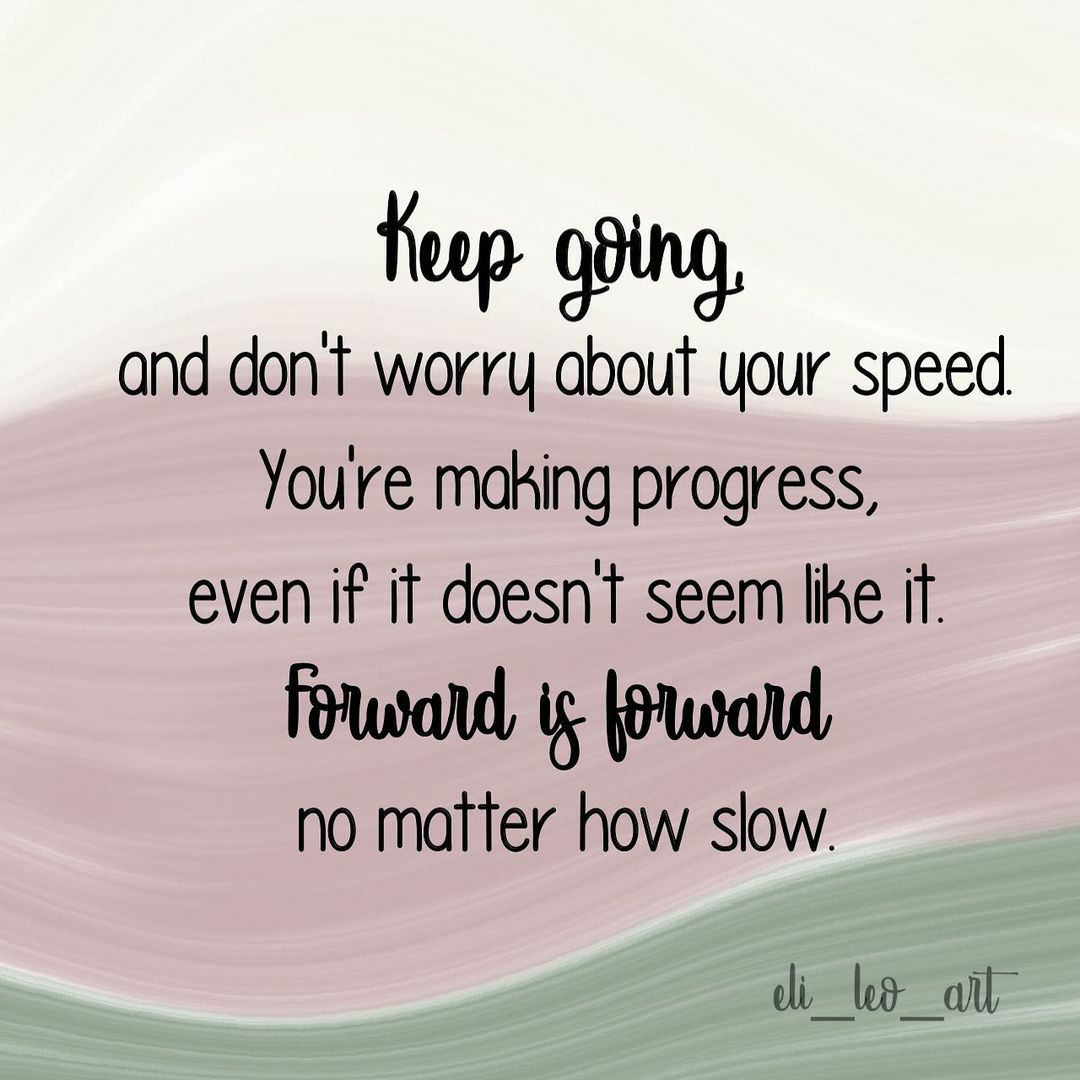 Keep going,
and don't worry about your speed.
You're making progress,
even if it doesn't seem like it.
Forward is forward
no matter how slow.
eli_leo_art